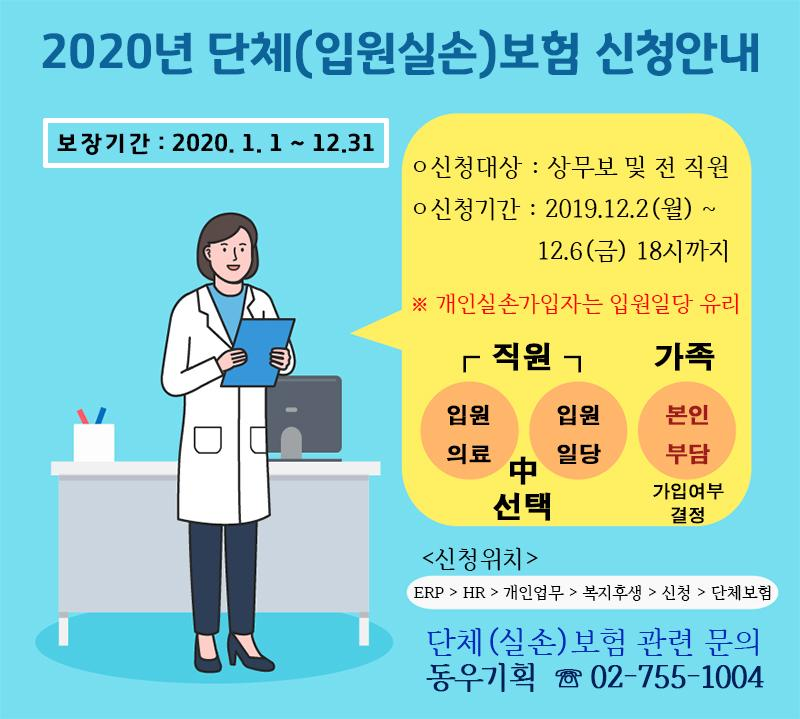 2020년 단체(입원실손)보험 신청안내
보장기간 : 2020. 1. 1 ~ 12.31
ㅇ신청대상 : 상무보 및 전 직원
ㅇ신청기간 : 2019.12.2(월) ~
12.6(금) 18시까지
※ 개인실손가입자는 입원일당 유리
┌ 직원 ┐ 가족
입원 입원 본인
의료 일당 부담
中
선택
가입여부
결정
<신청위치>
ERP > HR > 개인업무 > 복지후생 > 신청 > 단체보험
단체(실손)보험 관련 문의
동우기획 ☎ 02-755-1004